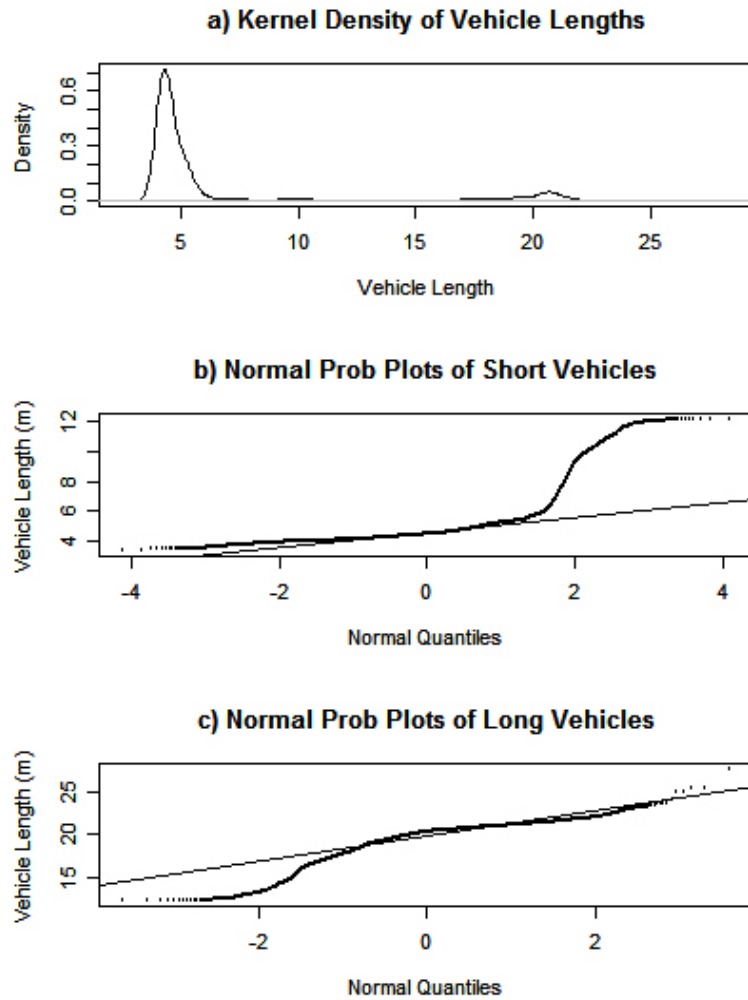 a) Kernel Density of Vehicle Lengths
Density
0.0 0.3 0.6
5 10 15 20 25
Vehicle Length
b) Normal Prob Plots of Short Vehicles
Vehicle Length (m)
4 6 8 12
-4 -2 0 2 4
Normal Quantiles
c) Normal Prob Plots of Long Vehicles
Vehicle Length (m)
15 20 25
-2 0 2
Normal Quantiles